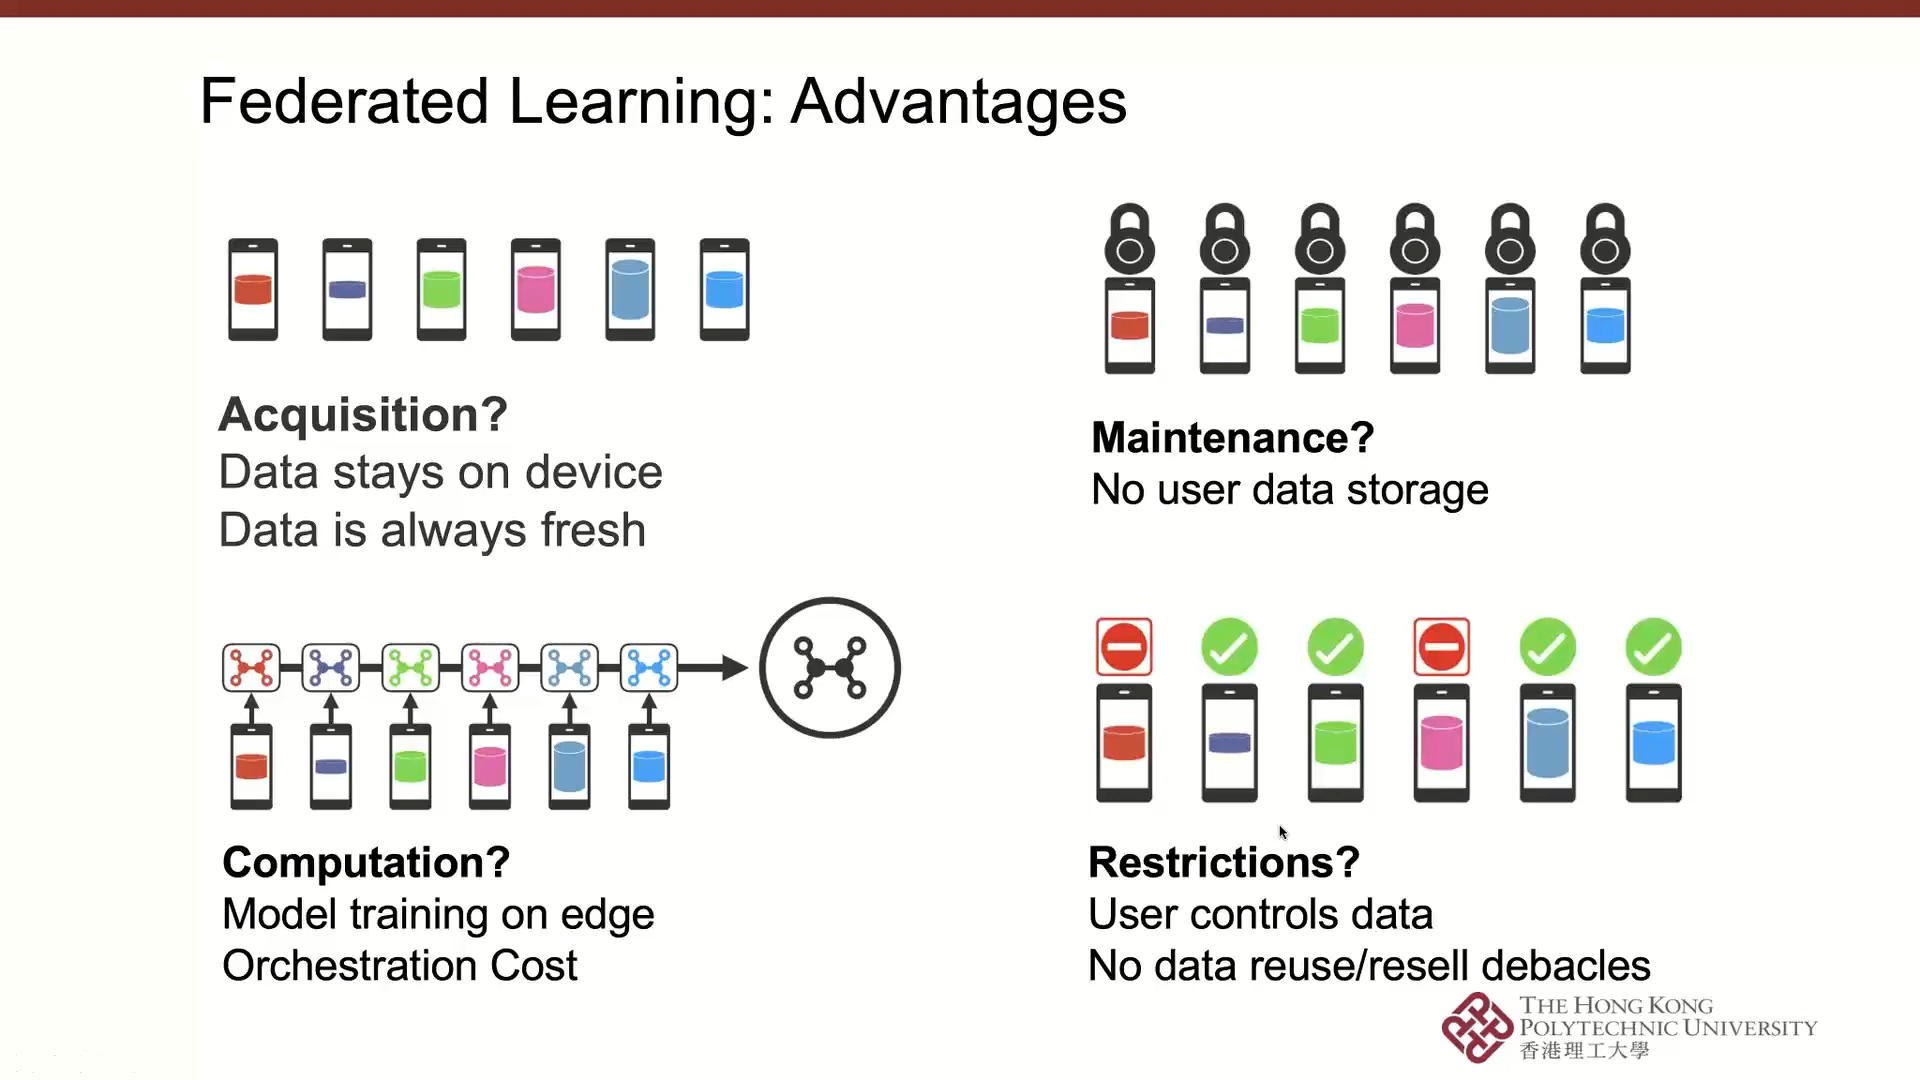 Federated Learning: Advantages
Acquisition?
Data stays on device
Data is always fresh
Maintenance?
No user data storage
Computation?
Model training on edge
Orchestration Cost
Restrictions?
User controls data
No data reuse/resell debacles
THE HONG KONG
POLYTECHNIC UNIVERSITY
香港理工大學